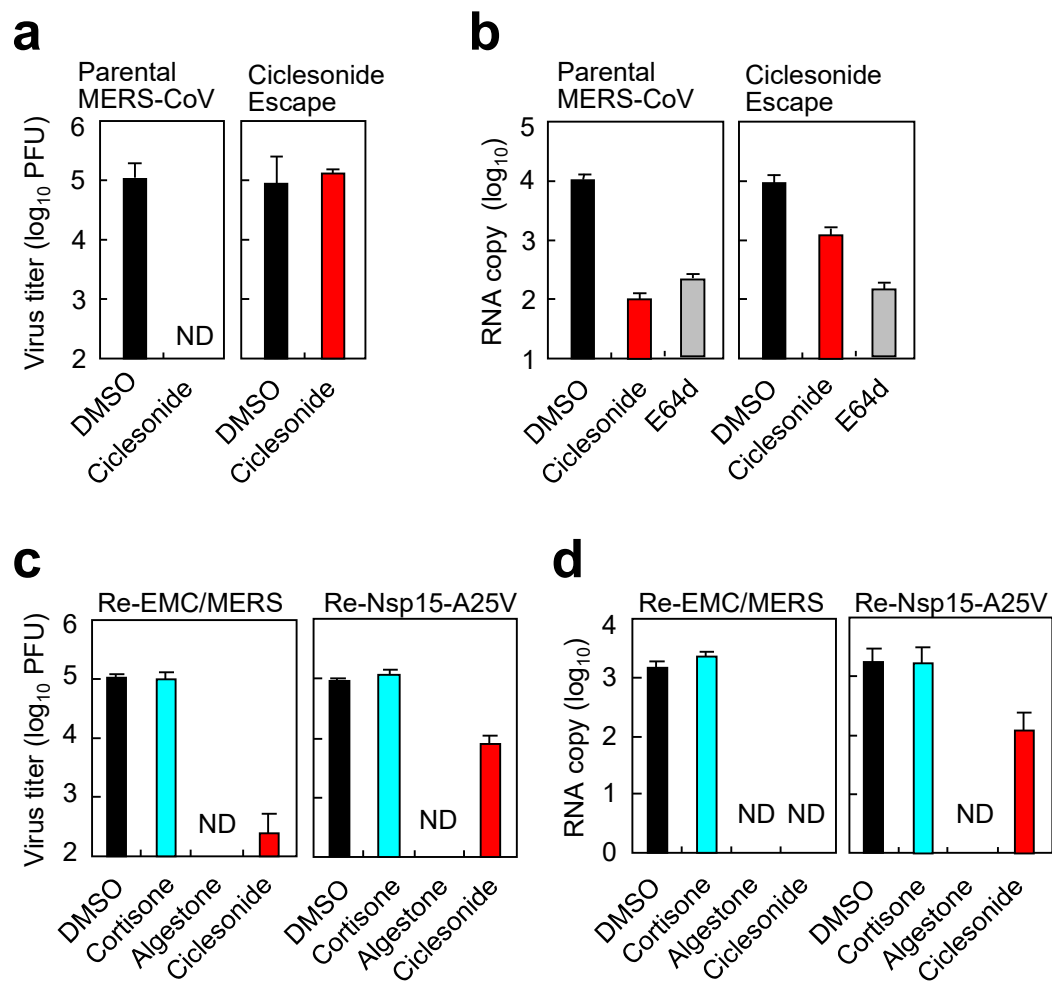 a
Parental
MERS-CoV
Ciclesonide
Escape
Virus titer (log10 PFU)
6
5
4
3
2
ND
DMSO
Ciclesonide
DMSO
Ciclesonide
b
Parental
MERS-CoV
Ciclesonide
Escape
RNA copy (log10)
5
4
3
2
1
DMSO
Ciclesonide
E64d
DMSO
Ciclesonide
E64d
c
Re-EMC/MERS
Re-Nsp15-A25V
Virus titer (log10 PFU)
6
5
4
3
2
ND
ND
DMSO
Cortisone
Algestone
Ciclesonide
DMSO
Cortisone
Algestone
Ciclesonide
d
Re-EMC/MERS
Re-Nsp15-A25V
RNA copy (log10)
4
3
2
1
0
ND ND
ND
DMSO
Cortisone
Algestone
Ciclesonide
DMSO
Cortisone
Algestone
Ciclesonide